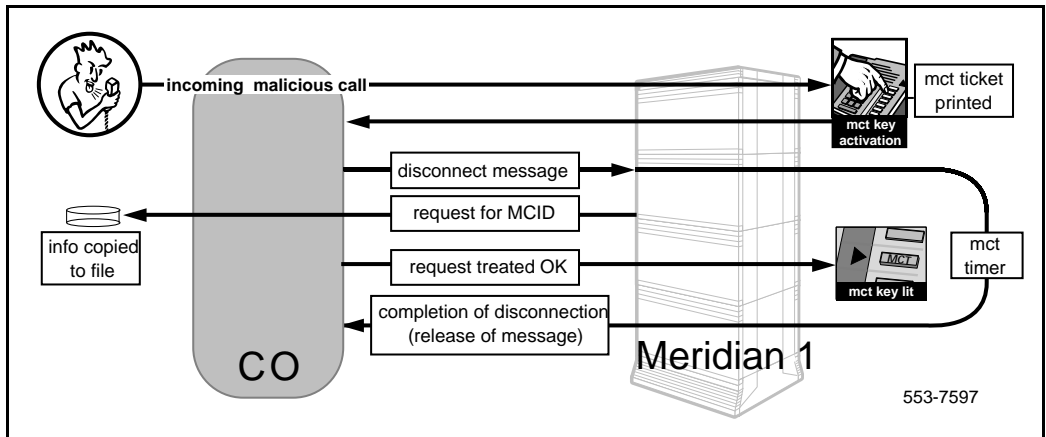 incoming malicious call
mct ticket
printed
mct key
activation
disconnect message
request for MCID
info copied
to file
mct
timer
request treated OK
MCT
mct key lit
completion of disconnection
(release of message)
CO
Meridian 1
553-7597